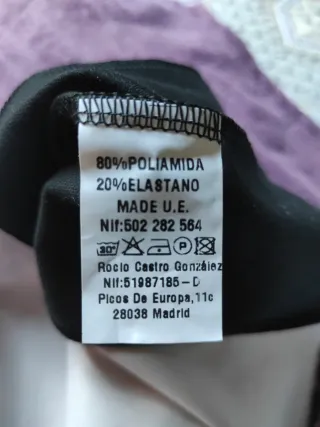 80%POLIAMIDA
20%ELASTANO
MADE U.E.
Nif:502 282 564
30° P
Rocio Castro González
Nif:51987185-D
Picos De Europa,11c
28038 Madrid